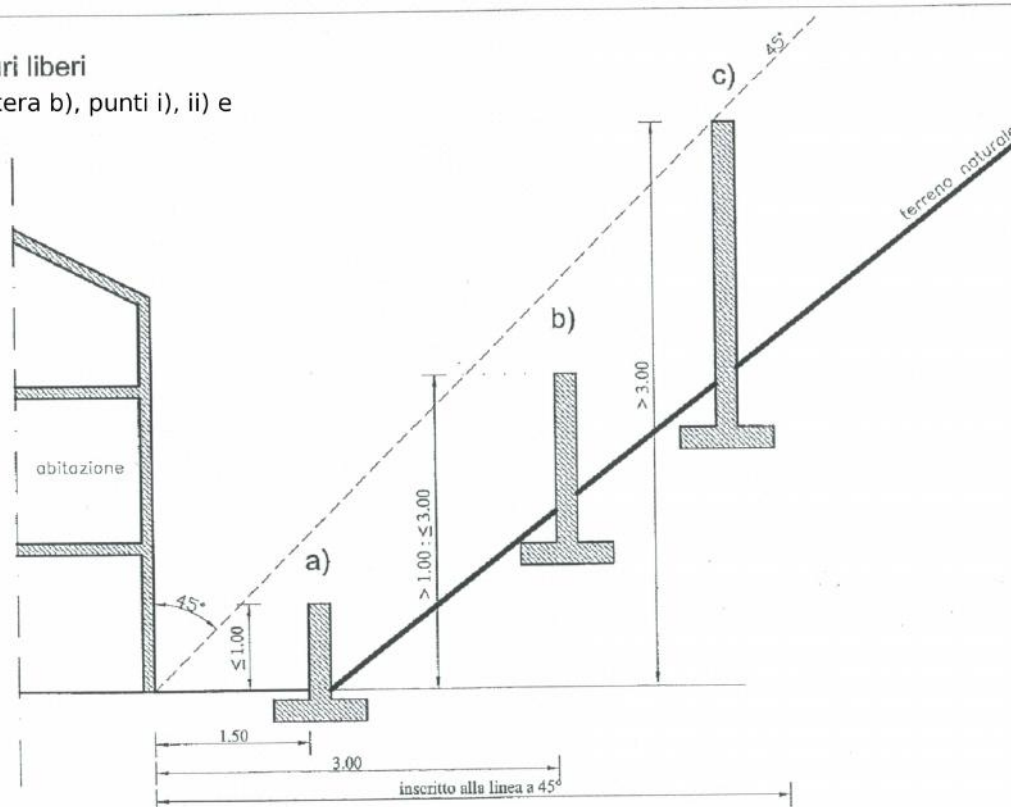 uri liberi
tera b), punti i), ii) e
45°
c)
terreno naturale
b)
> 3.00
abitazione
> 1.00 : ≤ 3.00
a)
45°
≤ 1.00
1.50
3.00
inscritto alla linea a 45°